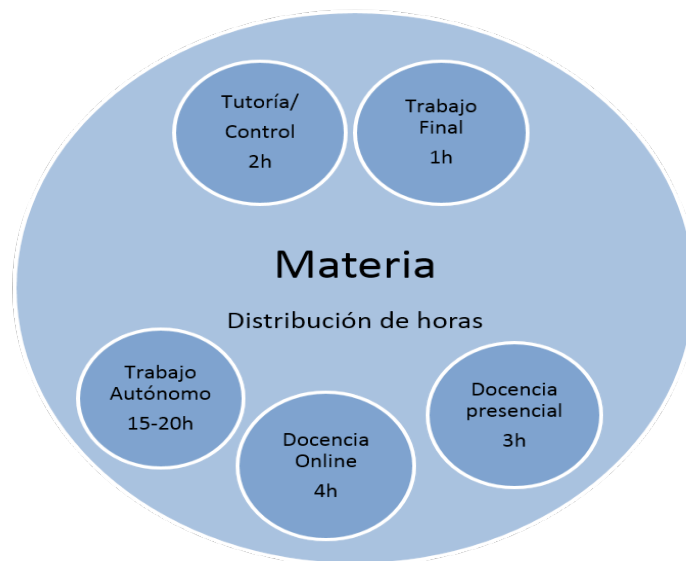 Tutoría/
Control
2h
Trabajo
Final
1h
Materia
Distribución de horas
Trabajo
Autónomo
15-20h
Docencia
Online
4h
Docencia
presencial
3h